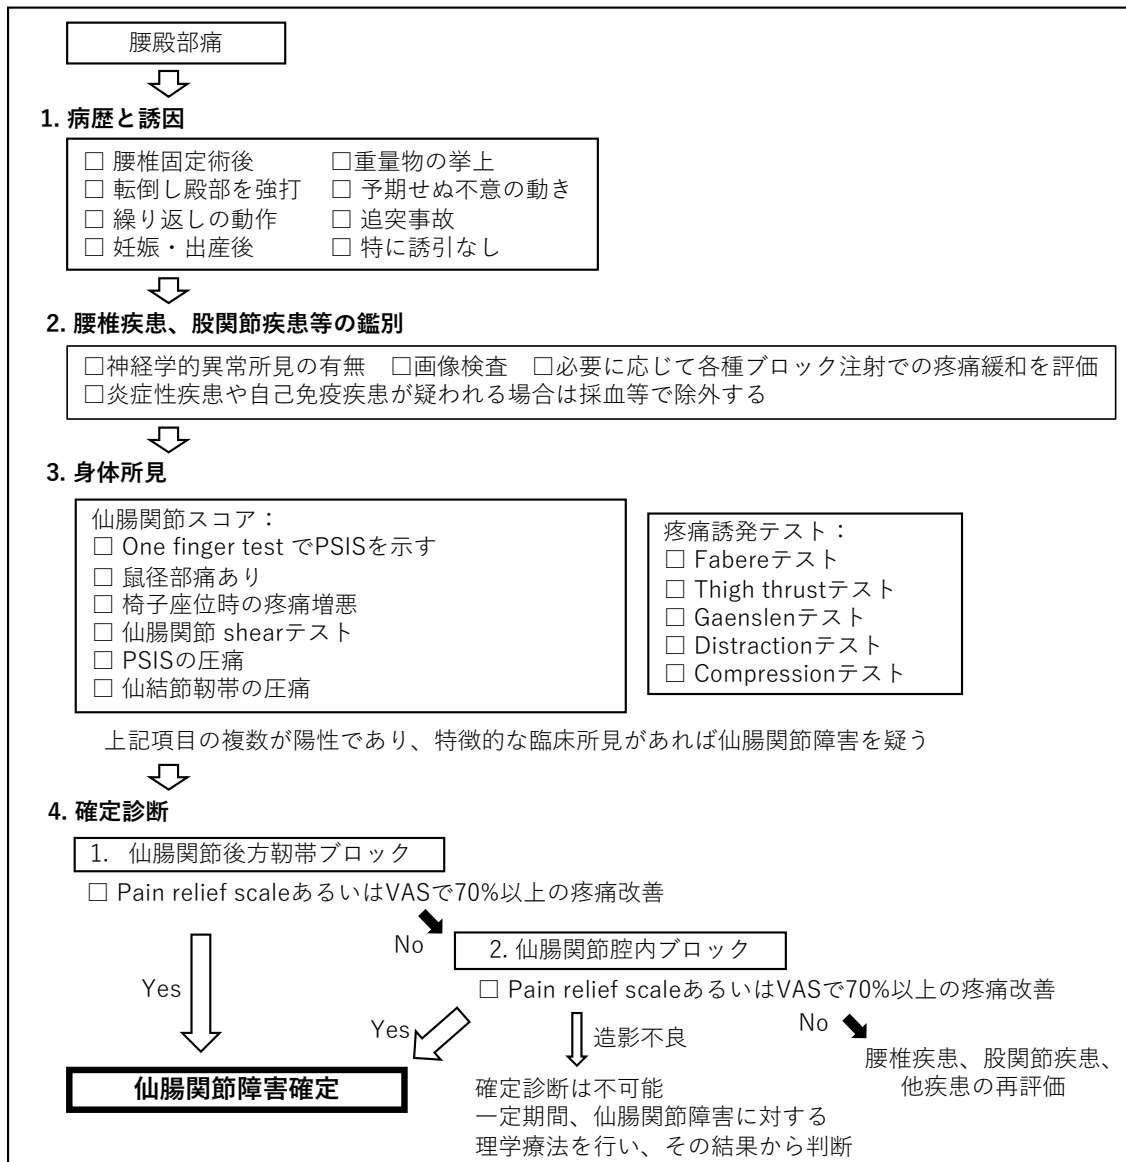 腰殿部痛
1. 病歴と誘因
□ 腰椎固定術後 □重量物の挙上
□ 転倒し殿部を強打 □ 予期せぬ不意の動き
□ 繰り返しの動作 □ 追突事故
□ 妊娠・出産後 □ 特に誘引なし
2. 腰椎疾患、股関節疾患等の鑑別
□神経学的異常所見の有無 □画像検査 □必要に応じて各種ブロック注射での疼痛緩和を評価
□炎症性疾患や自己免疫疾患が疑われる場合は採血等で除外する
3. 身体所見
仙腸関節スコア：
□ One finger test でPSISを示す
□ 鼠径部痛あり
□ 椅子座位時の疼痛増悪
□ 仙腸関節 shearテスト
□ PSISの圧痛
□ 仙結節靭帯の圧痛
疼痛誘発テスト：
□ Fabereテスト
□ Thigh thrustテスト
□ Gaenslenテスト
□ Distractionテスト
□ Compressionテスト
上記項目の複数が陽性であり、特徴的な臨床所見があれば仙腸関節障害を疑う
4. 確定診断
1. 仙腸関節後方靭帯ブロック
□ Pain relief scaleあるいはVASで70%以上の疼痛改善
No
2. 仙腸関節腔内ブロック
□ Pain relief scaleあるいはVASで70%以上の疼痛改善
Yes
Yes
造影不良
No
仙腸関節障害確定
確定診断は不可能
一定期間、仙腸関節障害に対する
理学療法を行い、その結果から判断
腰椎疾患、股関節疾患、
他疾患の再評価